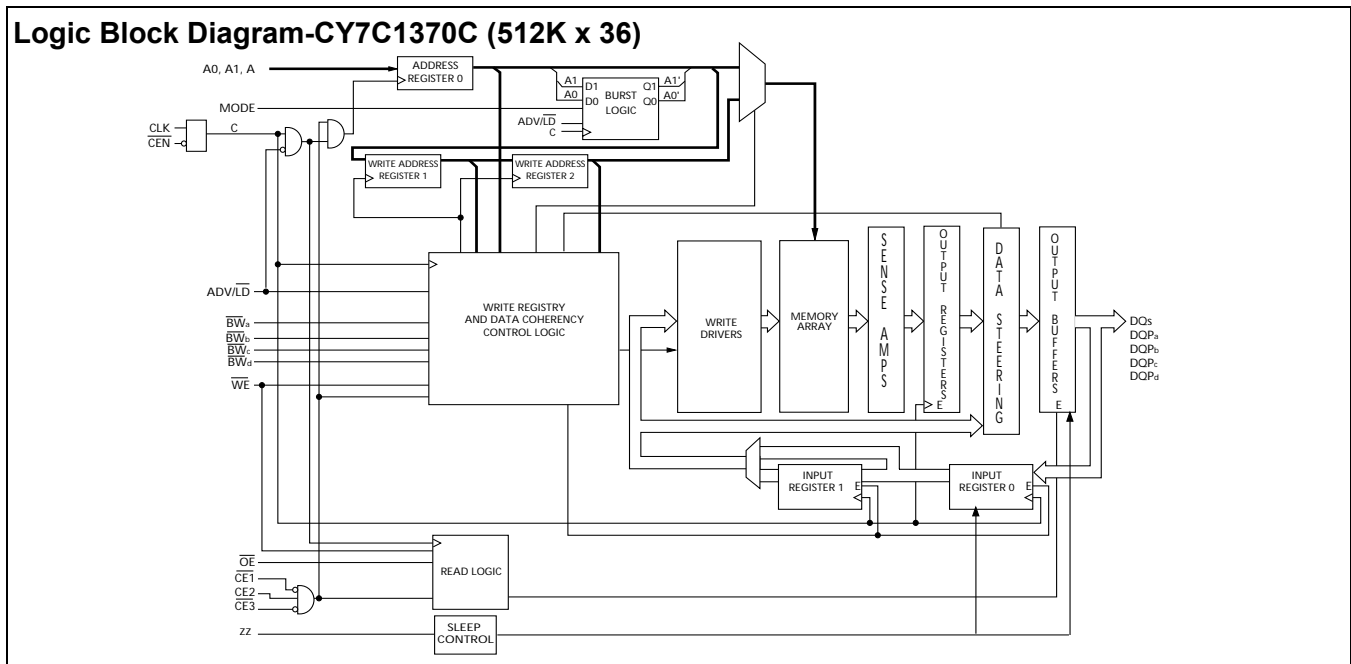 Logic Block Diagram-CY7C1370C (512K x 36)
A0, A1, A
ADDRESS
REGISTER 0
A1
A0
D1
D0
BURST
LOGIC
Q1
Q0
A1'
A0'
MODE
ADV/LD
C
CLK
CEN
C
WRITE ADDRESS
REGISTER 1
WRITE ADDRESS
REGISTER 2
ADV/LD
BWa
BWb
BWc
BWd
WE
WRITE REGISTRY
AND DATA COHERENCY
CONTROL LOGIC
WRITE
DRIVERS
MEMORY
ARRAY
SENSE AMPS
OUTPUT REGISTERS
E
DATA STEERING
OUTPUT BUFFERS
E
DQs
DQPa
DQPb
DQPc
DQPd
INPUT
REGISTER 1
E
INPUT
REGISTER 0
E
OE
CE1
CE2
CE3
READ LOGIC
ZZ
SLEEP
CONTROL